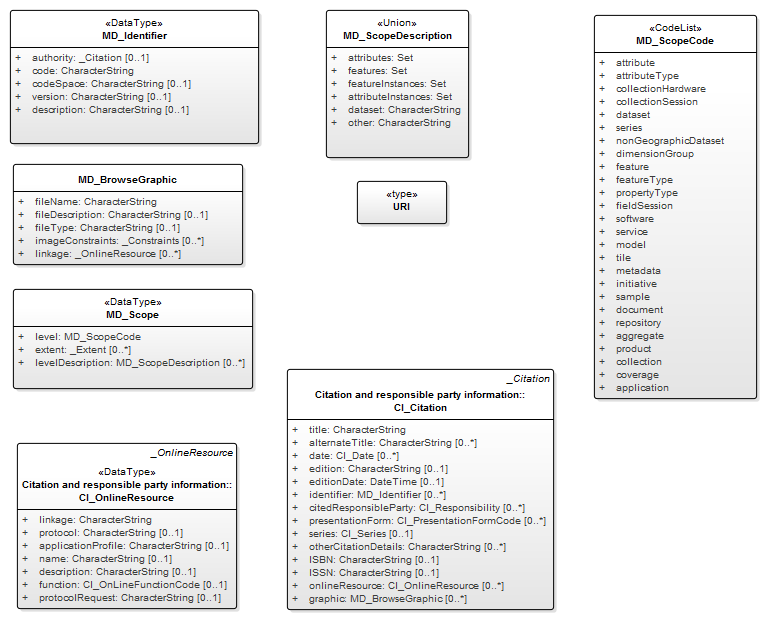 «DataType»
MD_Identifier
+ authority: _Citation [0..1]
+ code: CharacterString
+ codeSpace: CharacterString [0..1]
+ version: CharacterString [0..1]
+ description: CharacterString [0..1]
MD_BrowseGraphic
+ fileName: CharacterString
+ fileDescription: CharacterString [0..1]
+ fileType: CharacterString [0..1]
+ imageConstraints: _Constraints [0..*]
+ linkage: _OnlineResource [0..*]
«DataType»
MD_Scope
+ level: MD_ScopeCode
+ extent: _Extent [0..*]
+ levelDescription: MD_ScopeDescription [0..*]
_OnlineResource
«DataType»
Citation and responsible party information::
CI_OnlineResource
+ linkage: CharacterString
+ protocol: CharacterString [0..1]
+ applicationProfile: CharacterString [0..1]
+ name: CharacterString [0..1]
+ description: CharacterString [0..1]
+ function: CI_OnLineFunctionCode [0..1]
+ protocolRequest: CharacterString [0..1]
«Union»
MD_ScopeDescription
+ attributes: Set
+ features: Set
+ featureInstances: Set
+ attributeInstances: Set
+ dataset: CharacterString
+ other: CharacterString
«type»
URI
_Citation
Citation and responsible party information::
CI_Citation
+ title: CharacterString
+ alternateTitle: CharacterString [0..*]
+ date: CI_Date [0..*]
+ edition: CharacterString [0..1]
+ editionDate: DateTime [0..1]
+ identifier: MD_Identifier [0..*]
+ citedResponsibleParty: CI_Responsibility [0..*]
+ presentationForm: CI_PresentationFormCode [0..*]
+ series: CI_Series [0..1]
+ otherCitationDetails: CharacterString [0..*]
+ ISBN: CharacterString [0..1]
+ ISSN: CharacterString [0..1]
+ onlineResource: CI_OnlineResource [0..*]
+ graphic: MD_BrowseGraphic [0..*]
«CodeList»
MD_ScopeCode
+ attribute
+ attributeType
+ collectionHardware
+ collectionSession
+ dataset
+ series
+ nonGeographicDataset
+ dimensionGroup
+ feature
+ featureType
+ propertyType
+ fieldSession
+ software
+ service
+ model
+ tile
+ metadata
+ initiative
+ sample
+ document
+ repository
+ aggregate
+ product
+ collection
+ coverage
+ application